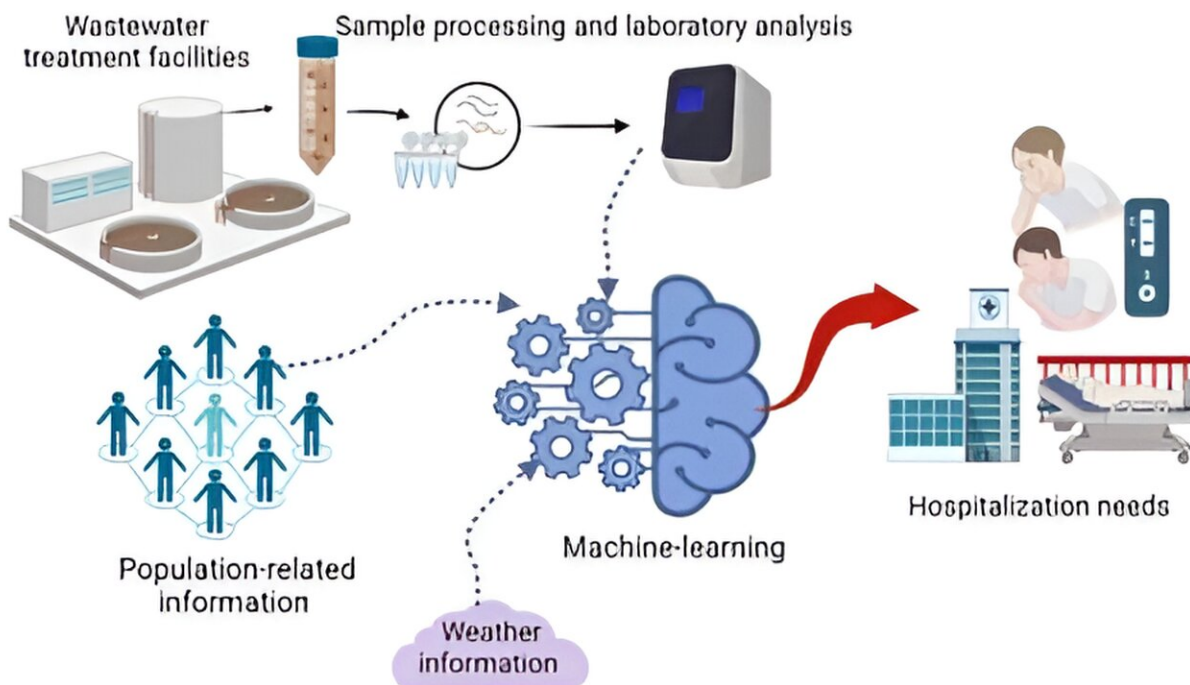 Wastewater
treatment facilities
Sample processing and laboratory analysis
Population-related
information
Machine-learning
Weather
information
Hospitalization needs